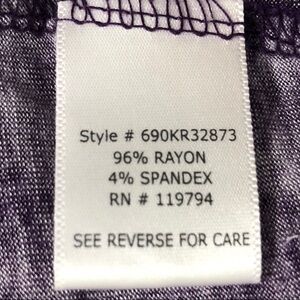 Style # 690KR32873
96% RAYON
4% SPANDEX
RN # 119794
SEE REVERSE FOR CARE